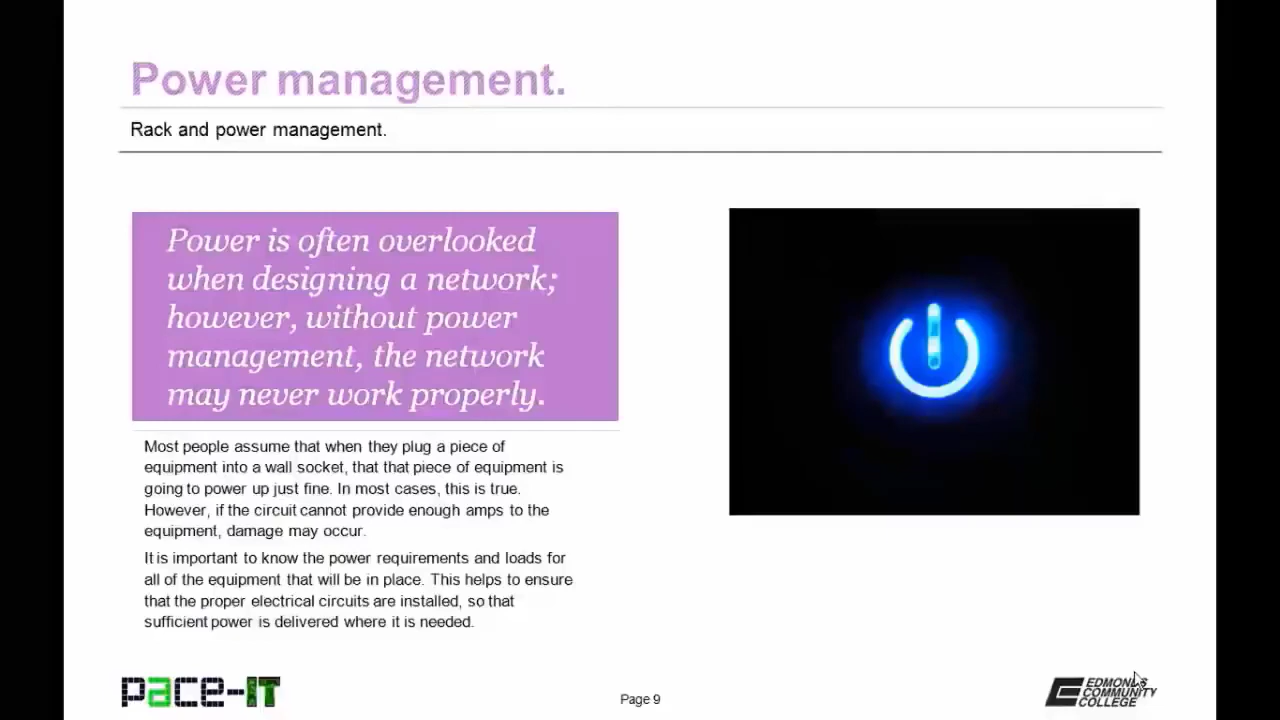 Power management.
Rack and power management.
Power is often overlooked
when designing a network;
however, without power
management, the network
may never work properly.
Most people assume that when they plug a piece of
equipment into a wall socket, that that piece of equipment is
going to power up just fine. In most cases, this is true.
However, if the circuit cannot provide enough amps to the
equipment, damage may occur.
It is important to know the power requirements and loads for
all of the equipment that will be in place. This helps to ensure
that the proper electrical circuits are installed, so that
sufficient power is delivered where it is needed.
pace-IT
Page 9
EDMONDS
COMMUNITY
COLLEGE